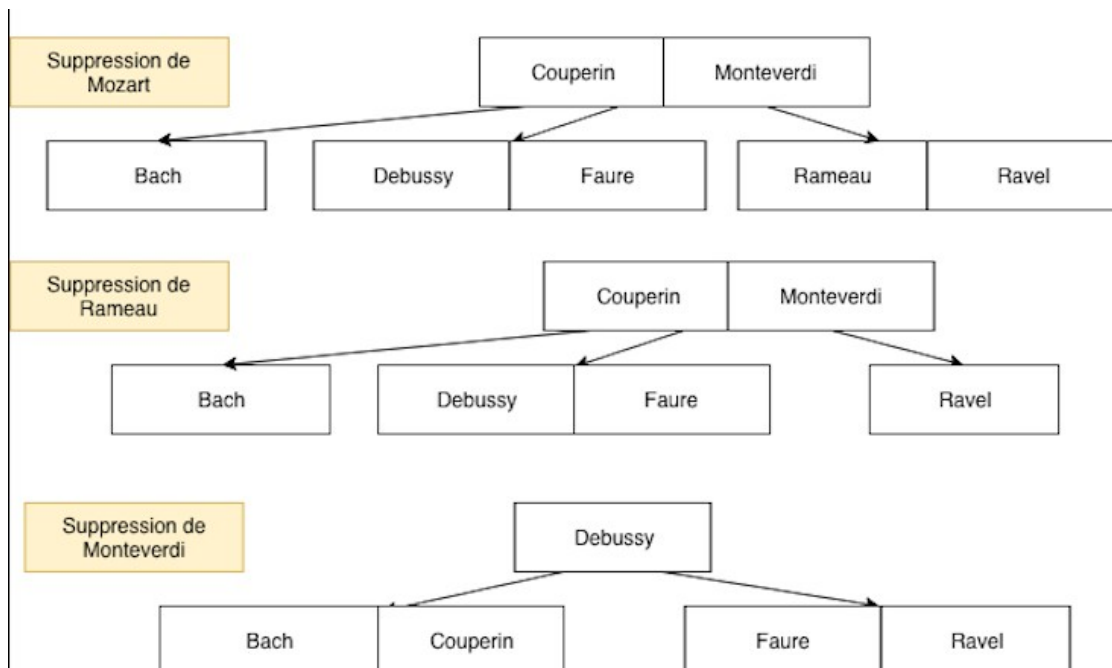 Suppression de
Mozart
Couperin
Monteverdi
Bach
Debussy
Faure
Rameau
Ravel
Suppression de
Rameau
Couperin
Monteverdi
Bach
Debussy
Faure
Ravel
Suppression de
Monteverdi
Debussy
Bach
Couperin
Faure
Ravel